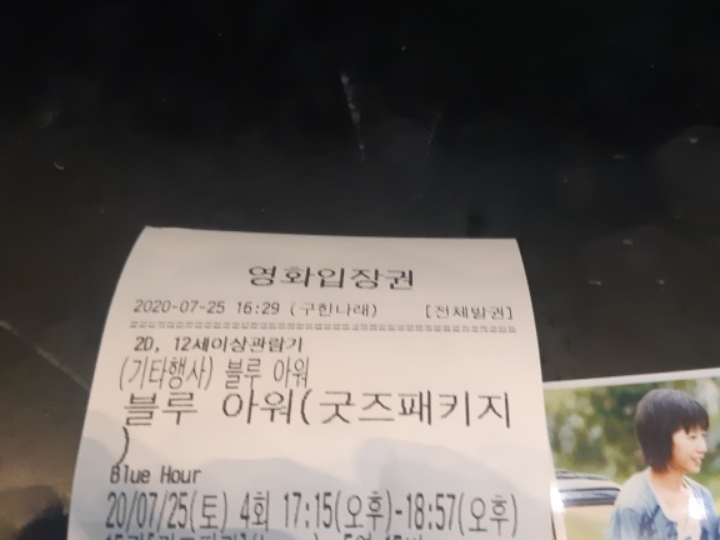 영화입장권
2020-07-25 16:29 (구한나래) [전체발권]
2D, 12세이상관람가
(기타행사) 블루 아워
블루 아워(굿즈패키지
)
Blue Hour
20/07/25(토) 4회 17:15(오후)-18:57(오후)